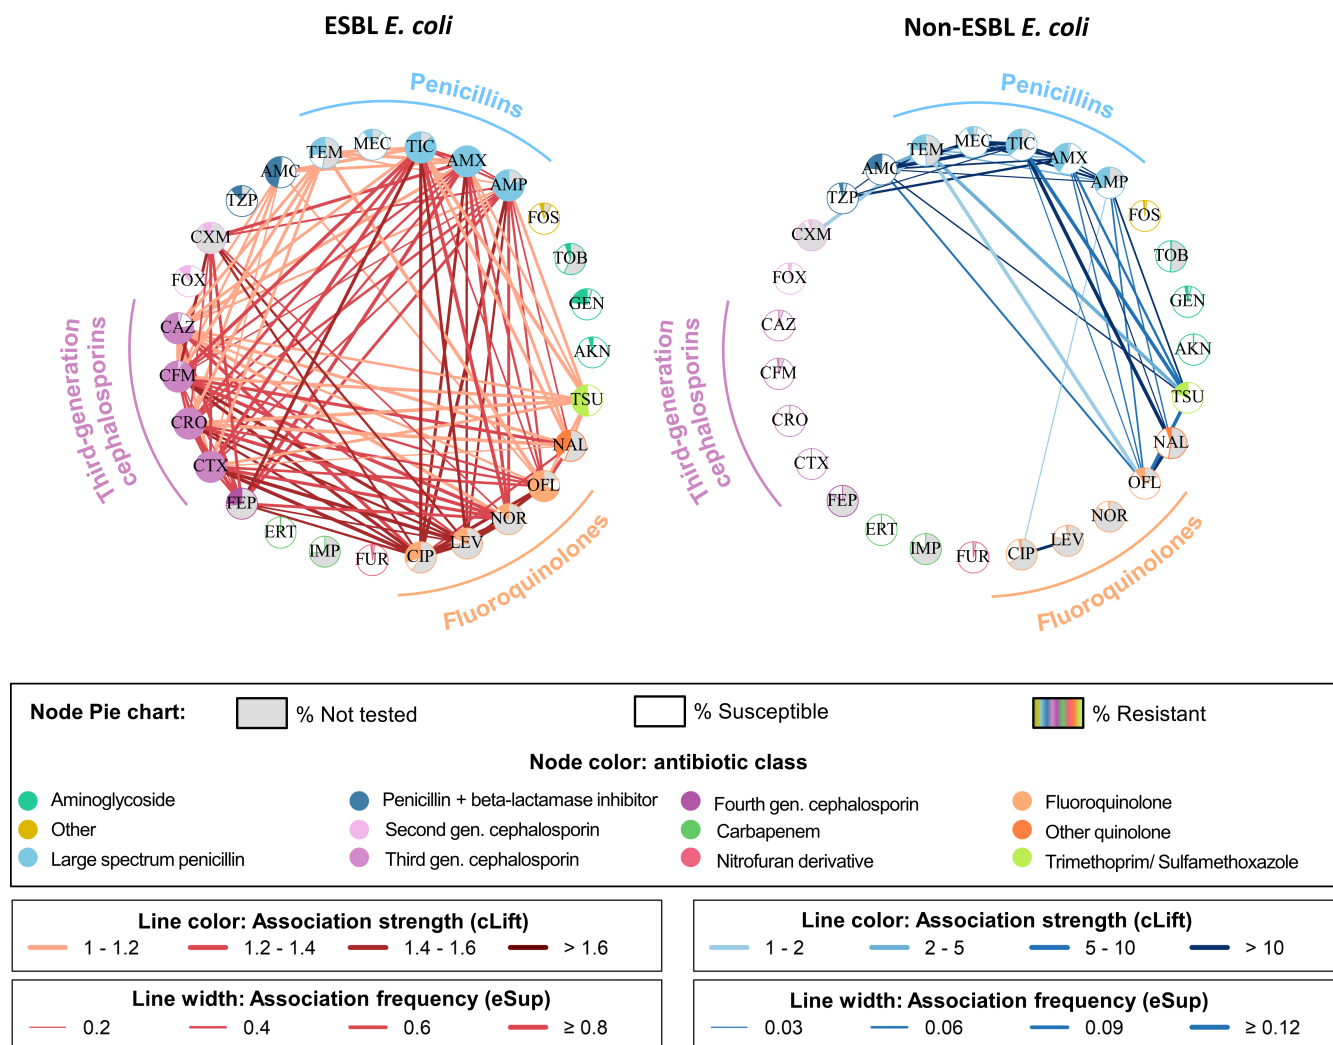 ESBL E. coli
Non-ESBL E. coli
Penicillins
TEM
MEC
TIC
AMX
AMP
AMC
TZP
FOS
CXM
TOB
FOX
GEN
CAZ
AKN
CFM
TSU
CRO
NAL
CTX
OFL
FEP
NOR
ERT
IMP
FUR
CIP
LEV
Third-generation
cephalosporins
Fluoroquinolones
Penicillins
TEM
MEC
TIC
AMX
AMP
AMC
TZP
FOS
CXM
TOB
FOX
GEN
CAZ
AKN
CFM
TSU
CRO
NAL
CTX
OFL
FEP
NOR
ERT
IMP
FUR
CIP
LEV
Third-generation
cephalosporins
Fluoroquinolones
Node Pie chart: % Not tested % Susceptible % Resistant
Node color: antibiotic class
Aminoglycoside Penicillin + beta-lactamase inhibitor Fourth gen. cephalosporin Fluoroquinolone
Other Second gen. cephalosporin Carbapenem Other quinolone
Large spectrum penicillin Third gen. cephalosporin Nitrofuran derivative Trimethoprim/ Sulfamethoxazole
Line color: Association strength (cLift)
1 - 1.2 1.2 - 1.4 1.4 - 1.6 > 1.6
Line width: Association frequency (eSup)
0.2 0.4 0.6 ≥ 0.8
Line color: Association strength (cLift)
1 - 2 2 - 5 5 - 10 > 10
Line width: Association frequency (eSup)
0.03 0.06 0.09 ≥ 0.12